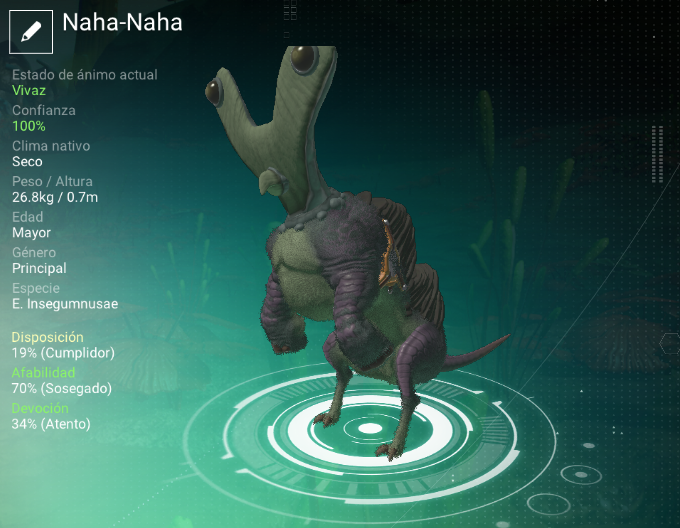 Naha-Naha
Estado de ánimo actual
Vivaz
Confianza
100%
Clima nativo
Seco
Peso / Altura
26.8kg / 0.7m
Edad
Mayor
Género
Principal
Especie
E. Insegumnusae
Disposición
19% (Cumplidor)
Afabilidad
70% (Sosegado)
Devoción
34% (Atento)